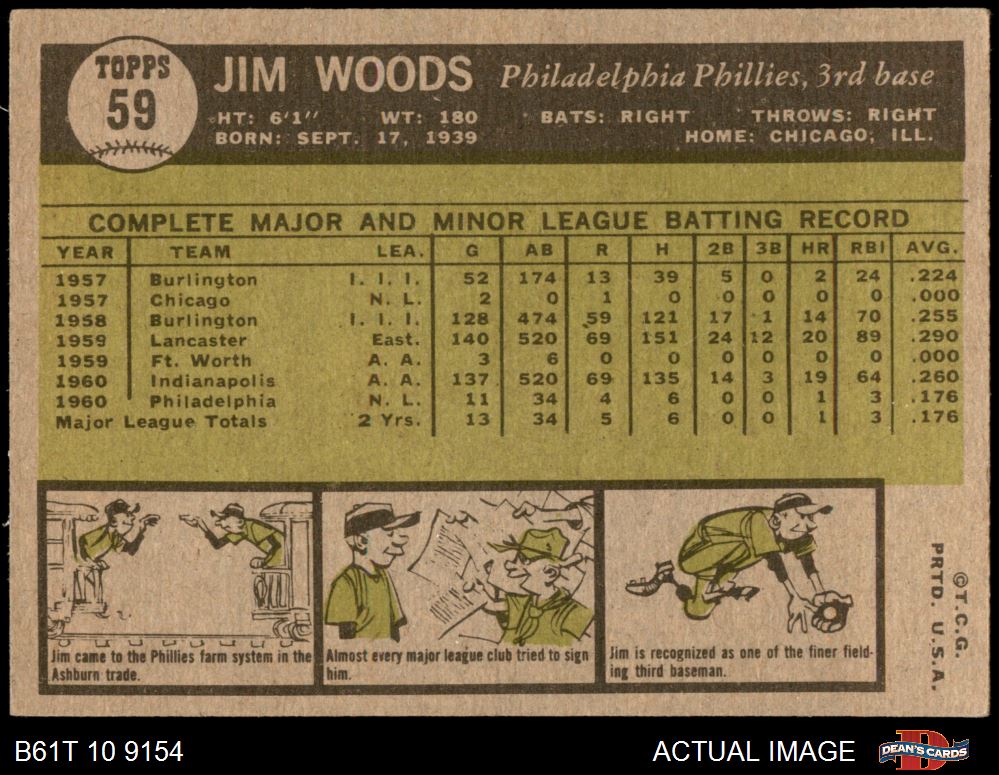 TOPPS
59
JIM WOODS Philadelphia Phillies, 3rd base
HT: 6'1" WT: 180 BATS: RIGHT THROWS: RIGHT
BORN: SEPT. 17, 1939 HOME: CHICAGO, ILL.
COMPLETE MAJOR AND MINOR LEAGUE BATTING RECORD
YEAR TEAM LEA. G AB R H 2B 3B HR RBI AVG.
1957 Burlington I. I. I. 52 174 13 39 5 0 2 24 .224
1957 Chicago N. L. 2 0 1 0 0 0 0 0 .000
1958 Burlington I. I. I. 128 474 59 121 17 1 14 70 .255
1959 Lancaster East. 140 520 69 151 24 12 20 89 .290
1959 Ft. Worth A. A. 3 6 0 0 0 0 0 0 .000
1960 Indianapolis A. A. 137 520 69 135 14 3 19 64 .260
1960 Philadelphia N. L. 11 34 4 6 0 0 1 3 .176
Major League Totals 2 Yrs. 13 34 5 6 0 0 1 3 .176
Jim came to the Phillies farm system in the
Ashburn trade.
Almost every major league club tried to sign
him.
Jim is recognized as one of the finer field-
ing third baseman.
© T. C. G.
PRTD. U. S. A.
B61T 10 9154
ACTUAL IMAGE
DEAN'S CARDS